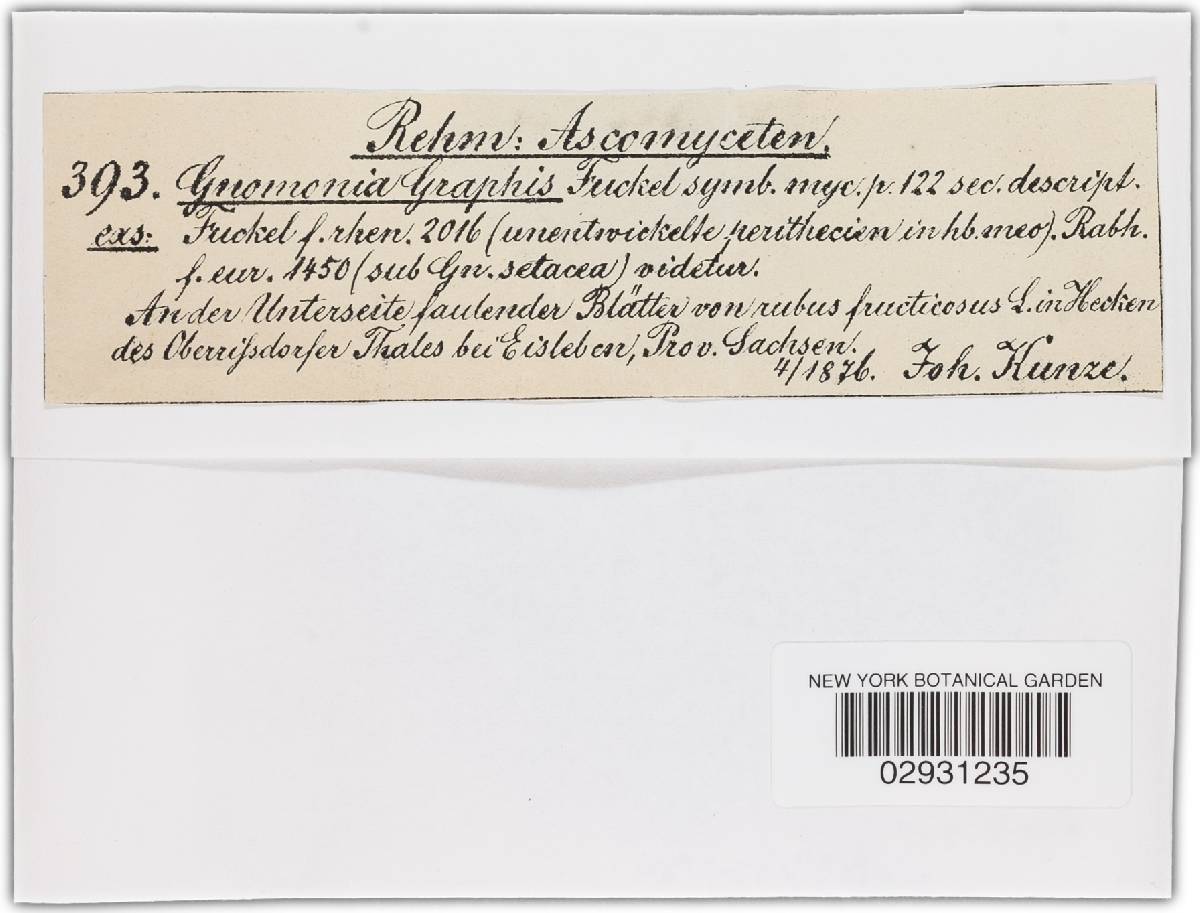 Rehm: Ascomyceten.
393. Gnomonia Graphis Fuckel symb. myc. p. 122 sec. descript.
exs: Fuckel f. rhen. 2016 (unentwickelte perithecien in hb. meo). Rabh.
f. eur. 1450 (sub Gn. setacea) videtur.
An der Unterseite faulender Blätter von rubus fructicosus L. in Hecken
des Oberrißdorfer Thales bei Eisleben, Prov. Sachsen.
4/1876. Joh. Kunze.
NEW YORK BOTANICAL GARDEN
02931235